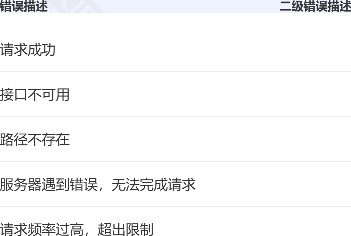 错误描述 二级错误描述
请求成功
接口不可用
路径不存在
服务器遇到错误，无法完成请求
请求频率过高，超出限制